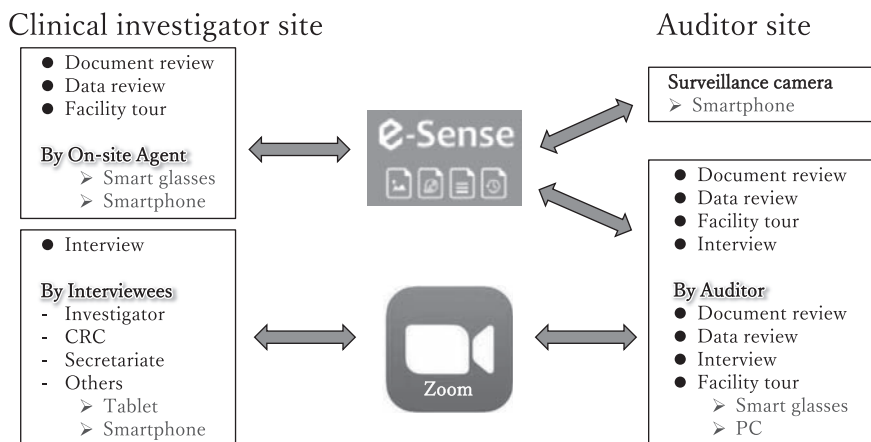 Clinical investigator site
● Document review
● Data review
● Facility tour
By On-site Agent
➢ Smart glasses
➢ Smartphone
● Interview
By Interviewees
- Investigator
- CRC
- Secretariate
- Others
➢ Tablet
➢ Smartphone
e-Sense
Zoom
Auditor site
Surveillance camera
➢ Smartphone
● Document review
● Data review
● Facility tour
● Interview
By Auditor
● Document review
● Data review
● Interview
● Facility tour
➢ Smart glasses
➢ PC